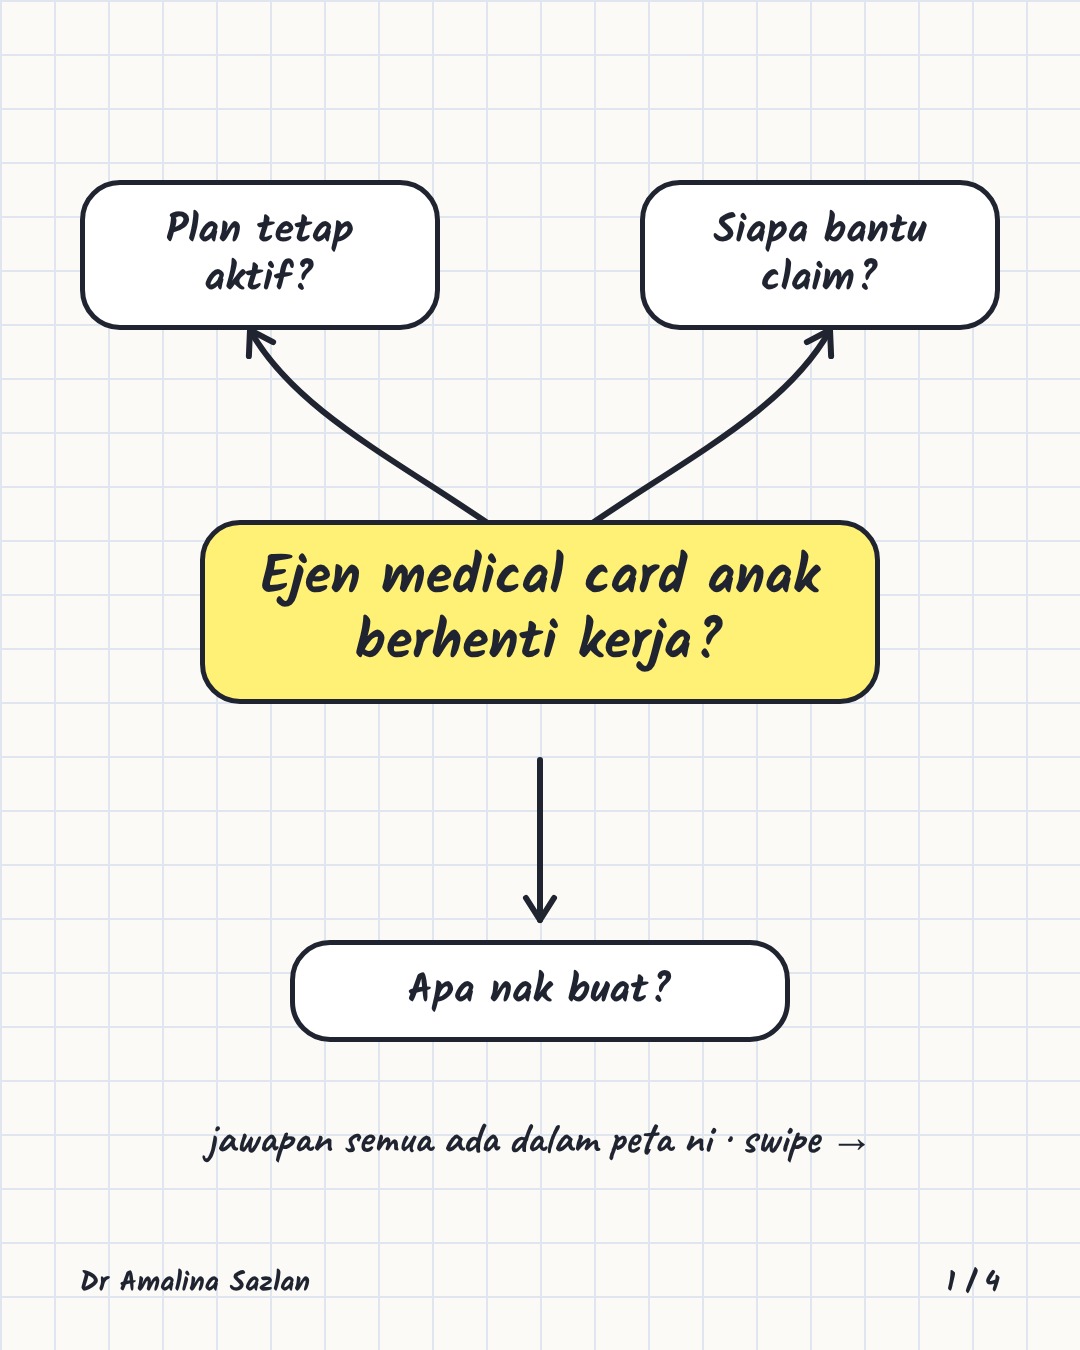 Plan tetap
aktif?
Siapa bantu
claim?
Ejen medical card anak
berhenti kerja?
Apa nak buat?
jawapan semua ada dalam peta ni · swipe →
Dr Amalina Sazlan
1 / 4